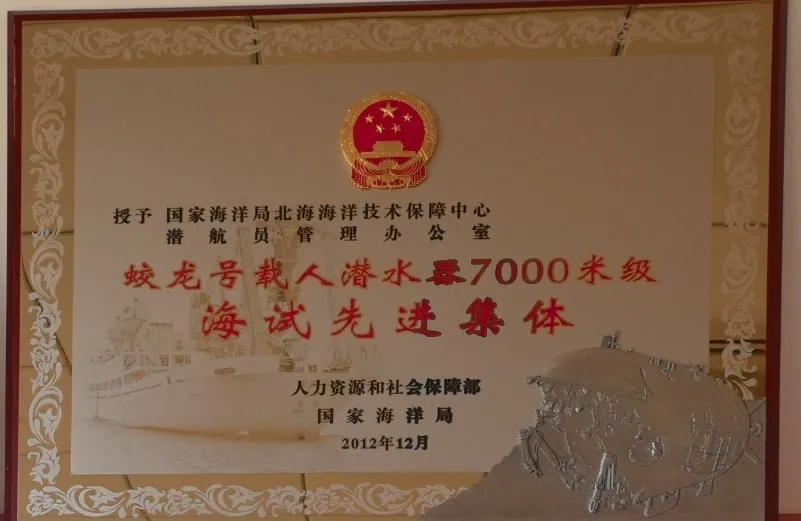 授予 国家海洋局北海海洋技术保障中心
潜航员管理办公室
蛟龙号载人潜水器7000米级
海试先进集体
人力资源和社会保障部
国家海洋局
2012年12月